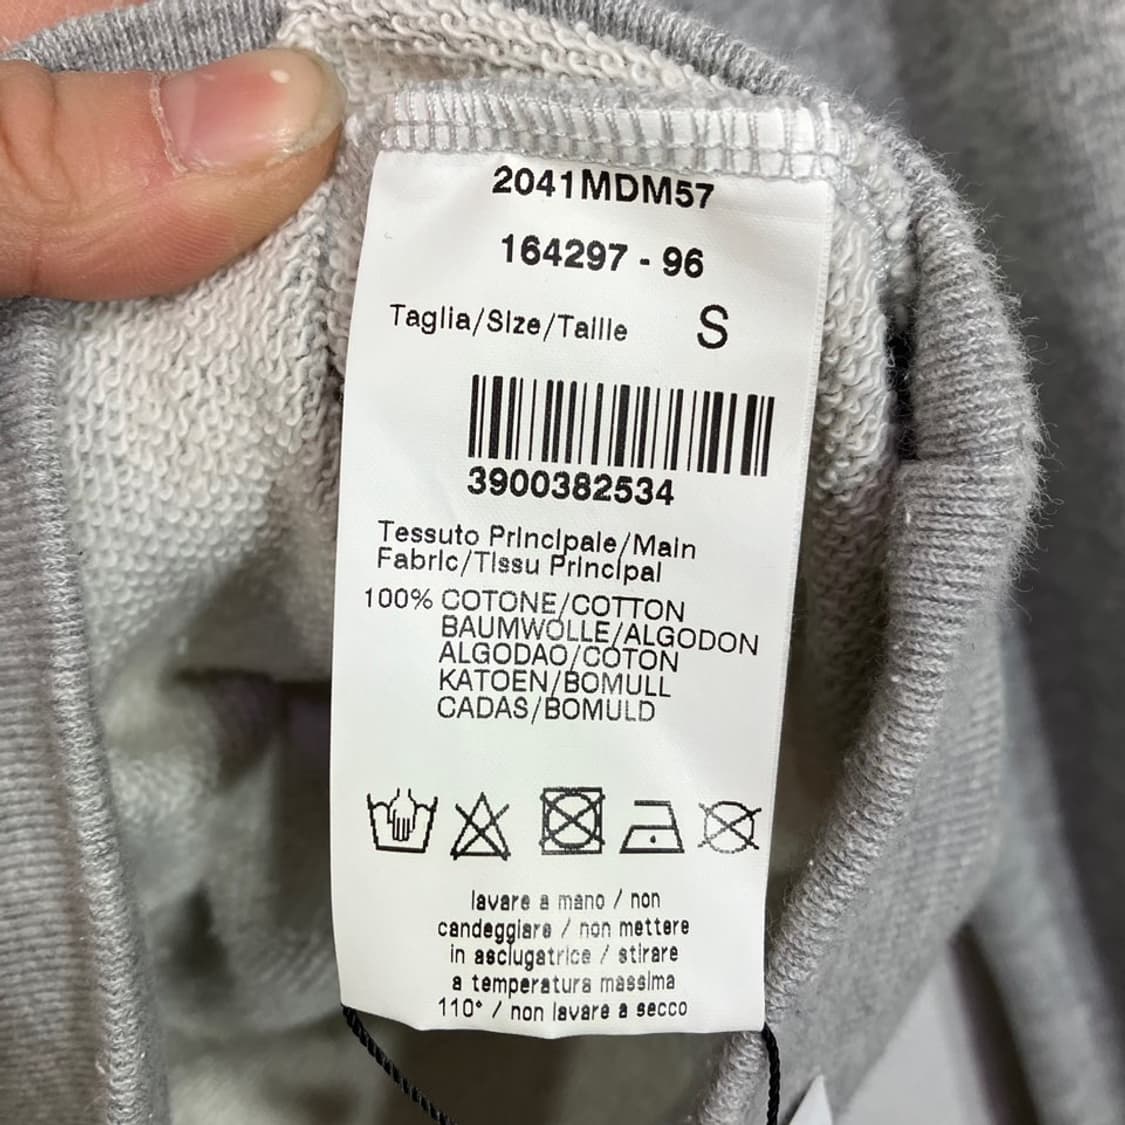 2041MDM57
164297 - 96
Taglia/Size/Taille S
3900382534
Tessuto Principale/Main
Fabric/Tissu Principal
100% COTONE/COTTON
BAUMWOLLE/ALGODON
ALGODAO/COTON
KATOEN/BOMULL
CADAS/BOMULD
lavare a mano / non
candeggiare / non mettere
in asciugatrice / stirare
a temperatura massima
110° / non lavare a secco